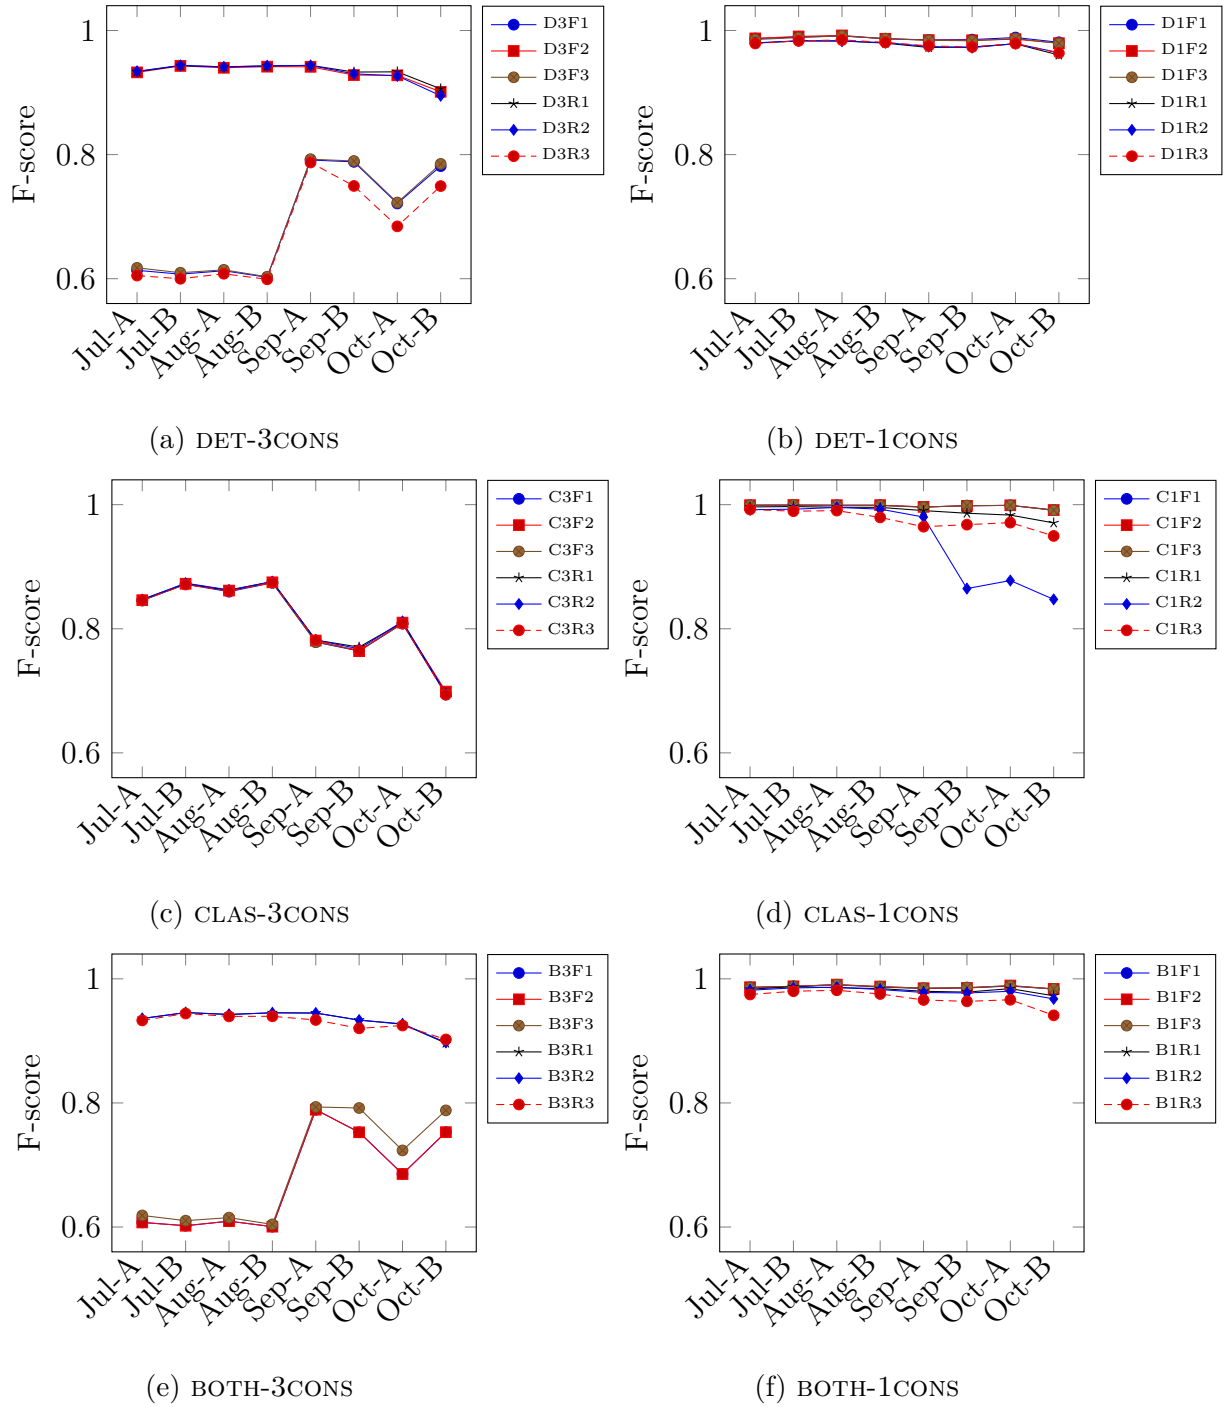 1
0.8
0.6
F-score
Jul-A
Jul-B
Aug-A
Aug-B
Sep-A
Sep-B
Oct-A
Oct-B
D3F1
D3F2
D3F3
D3R1
D3R2
D3R3
(a) DET-3CONS
1
0.8
0.6
F-score
Jul-A
Jul-B
Aug-A
Aug-B
Sep-A
Sep-B
Oct-A
Oct-B
D1F1
D1F2
D1F3
D1R1
D1R2
D1R3
(b) DET-1CONS
1
0.8
0.6
F-score
Jul-A
Jul-B
Aug-A
Aug-B
Sep-A
Sep-B
Oct-A
Oct-B
C3F1
C3F2
C3F3
C3R1
C3R2
C3R3
(c) CLAS-3CONS
1
0.8
0.6
F-score
Jul-A
Jul-B
Aug-A
Aug-B
Sep-A
Sep-B
Oct-A
Oct-B
C1F1
C1F2
C1F3
C1R1
C1R2
C1R3
(d) CLAS-1CONS
1
0.8
0.6
F-score
Jul-A
Jul-B
Aug-A
Aug-B
Sep-A
Sep-B
Oct-A
Oct-B
B3F1
B3F2
B3F3
B3R1
B3R2
B3R3
(e) BOTH-3CONS
1
0.8
0.6
F-score
Jul-A
Jul-B
Aug-A
Aug-B
Sep-A
Sep-B
Oct-A
Oct-B
B1F1
B1F2
B1F3
B1R1
B1R2
B1R3
(f) BOTH-1CONS